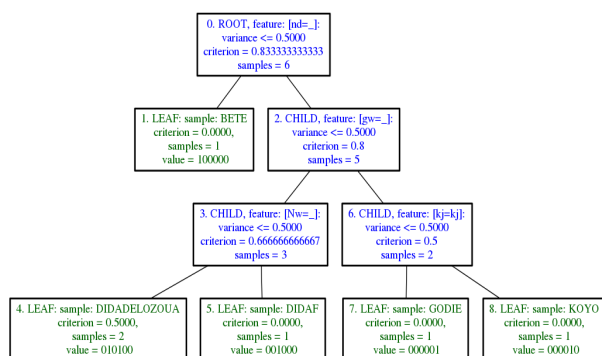 0. ROOT, feature: [nd=_]:
variance <= 0.5000
criterion = 0.833333333333
samples = 6
1. LEAF: sample: BETE
criterion = 0.0000,
samples = 1
value = 100000
2. CHILD, feature: [gw=_]:
variance <= 0.5000
criterion = 0.8
samples = 5
3. CHILD, feature: [Nw=_]:
variance <= 0.5000
criterion = 0.666666666667
samples = 3
6. CHILD, feature: [kj=kj]:
variance <= 0.5000
criterion = 0.5
samples = 2
4. LEAF: sample: DIDADELOZOUA
criterion = 0.5000,
samples = 2
value = 010100
5. LEAF: sample: DIDAF
criterion = 0.0000,
samples = 1
value = 001000
7. LEAF: sample: GODIE
criterion = 0.0000,
samples = 1
value = 000001
8. LEAF: sample: KOYO
criterion = 0.0000,
samples = 1
value = 000010